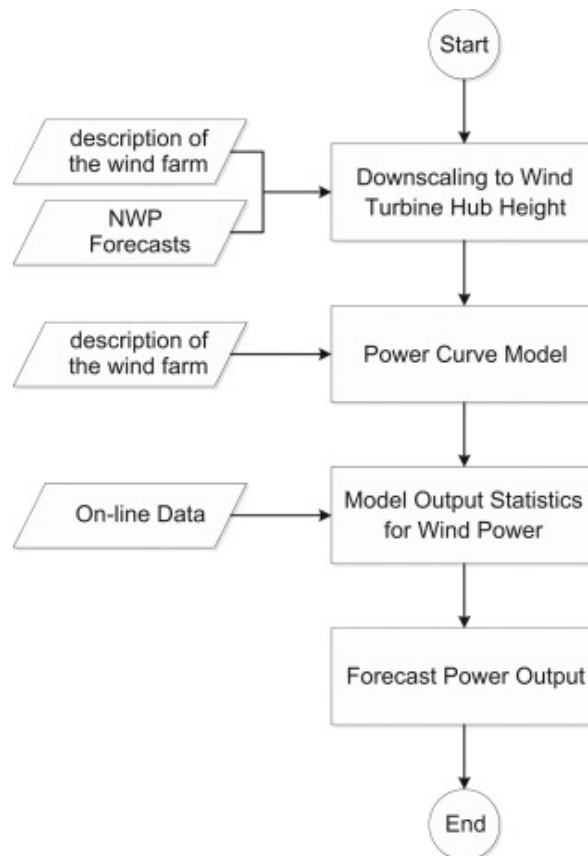 Start
description of
the wind farm
NWP
Forecasts
Downscaling to Wind
Turbine Hub Height
description of
the wind farm
Power Curve Model
On-line Data
Model Output Statistics
for Wind Power
Forecast Power Output
End